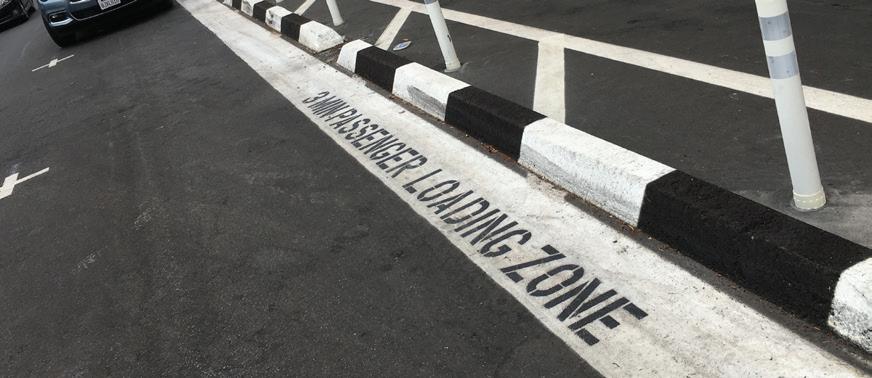 3 MIN PASSENGER LOADING ZONE